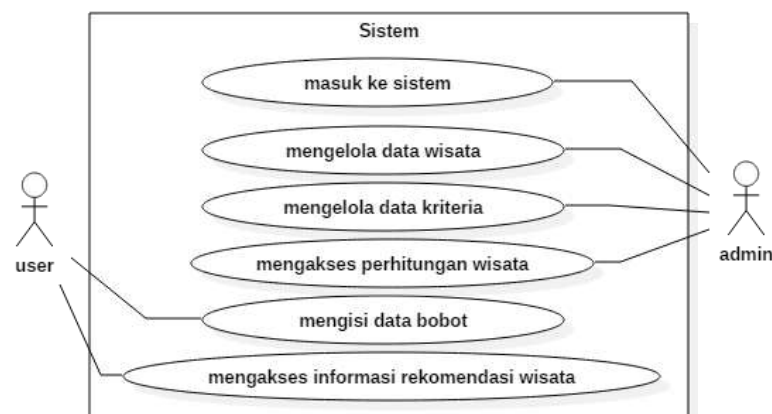 Sistem
masuk ke sistem
mengelola data wisata
mengelola data kriteria
mengakses perhitungan wisata
mengisi data bobot
mengakses informasi rekomendasi wisata
user
admin